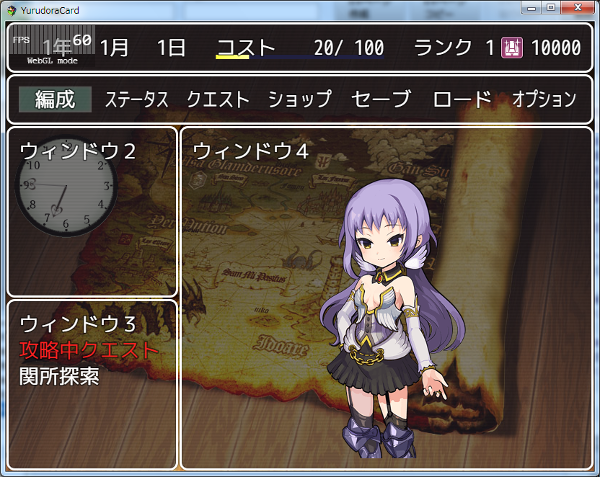 YurudoraCard
FPS 60
WebGL mode
1年 1月 1日 コスト 20/ 100 ランク 1 10000
編成 ステータス クエスト ショップ セーブ ロード オプション
ウィンドウ2
ウィンドウ4
ウィンドウ3
攻略中クエスト
関所探索
Idoare